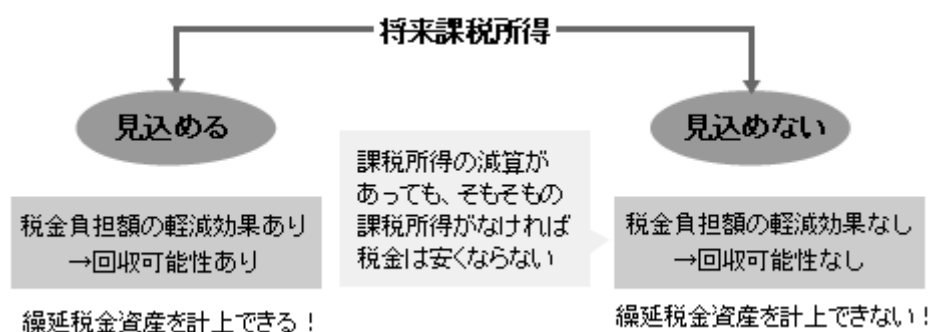 将来課税所得
見込める
見込めない
税金負担額の軽減効果あり
→回収可能性あり
繰延税金資産を計上できる！
課税所得の減算が
あっても、そもそもの
課税所得がなければ
税金は安くならない
税金負担額の軽減効果なし
→回収可能性なし
繰延税金資産を計上できない！